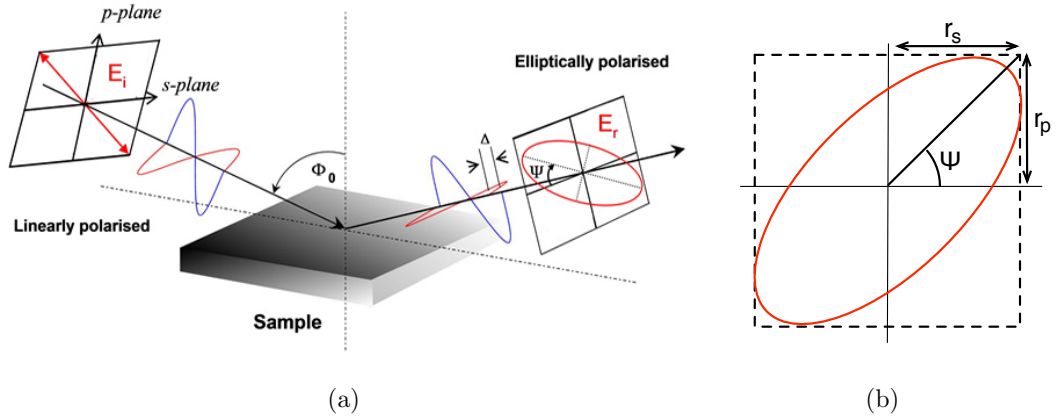 p-plane
E_i
s-plane
Linearly polarised
Φ_0
Sample
Elliptically polarised
Δ
Ψ
E_r
(a)
r_s
r_p
Ψ
(b)